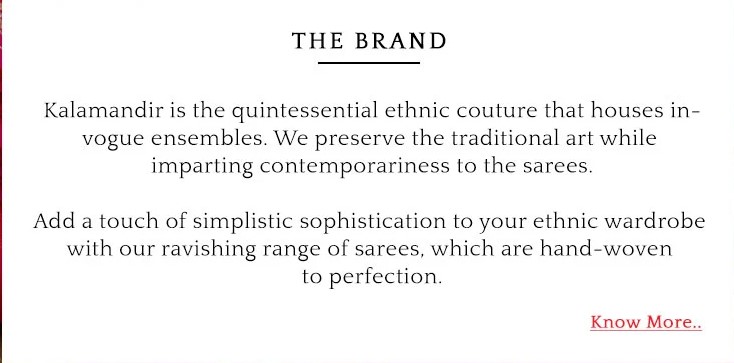 THE BRAND
Kalamandir is the quintessential ethnic couture that houses in-
vogue ensembles. We preserve the traditional art while
imparting contemporariness to the sarees.
Add a touch of simplistic sophistication to your ethnic wardrobe
with our ravishing range of sarees, which are hand-woven
to perfection.
Know More..